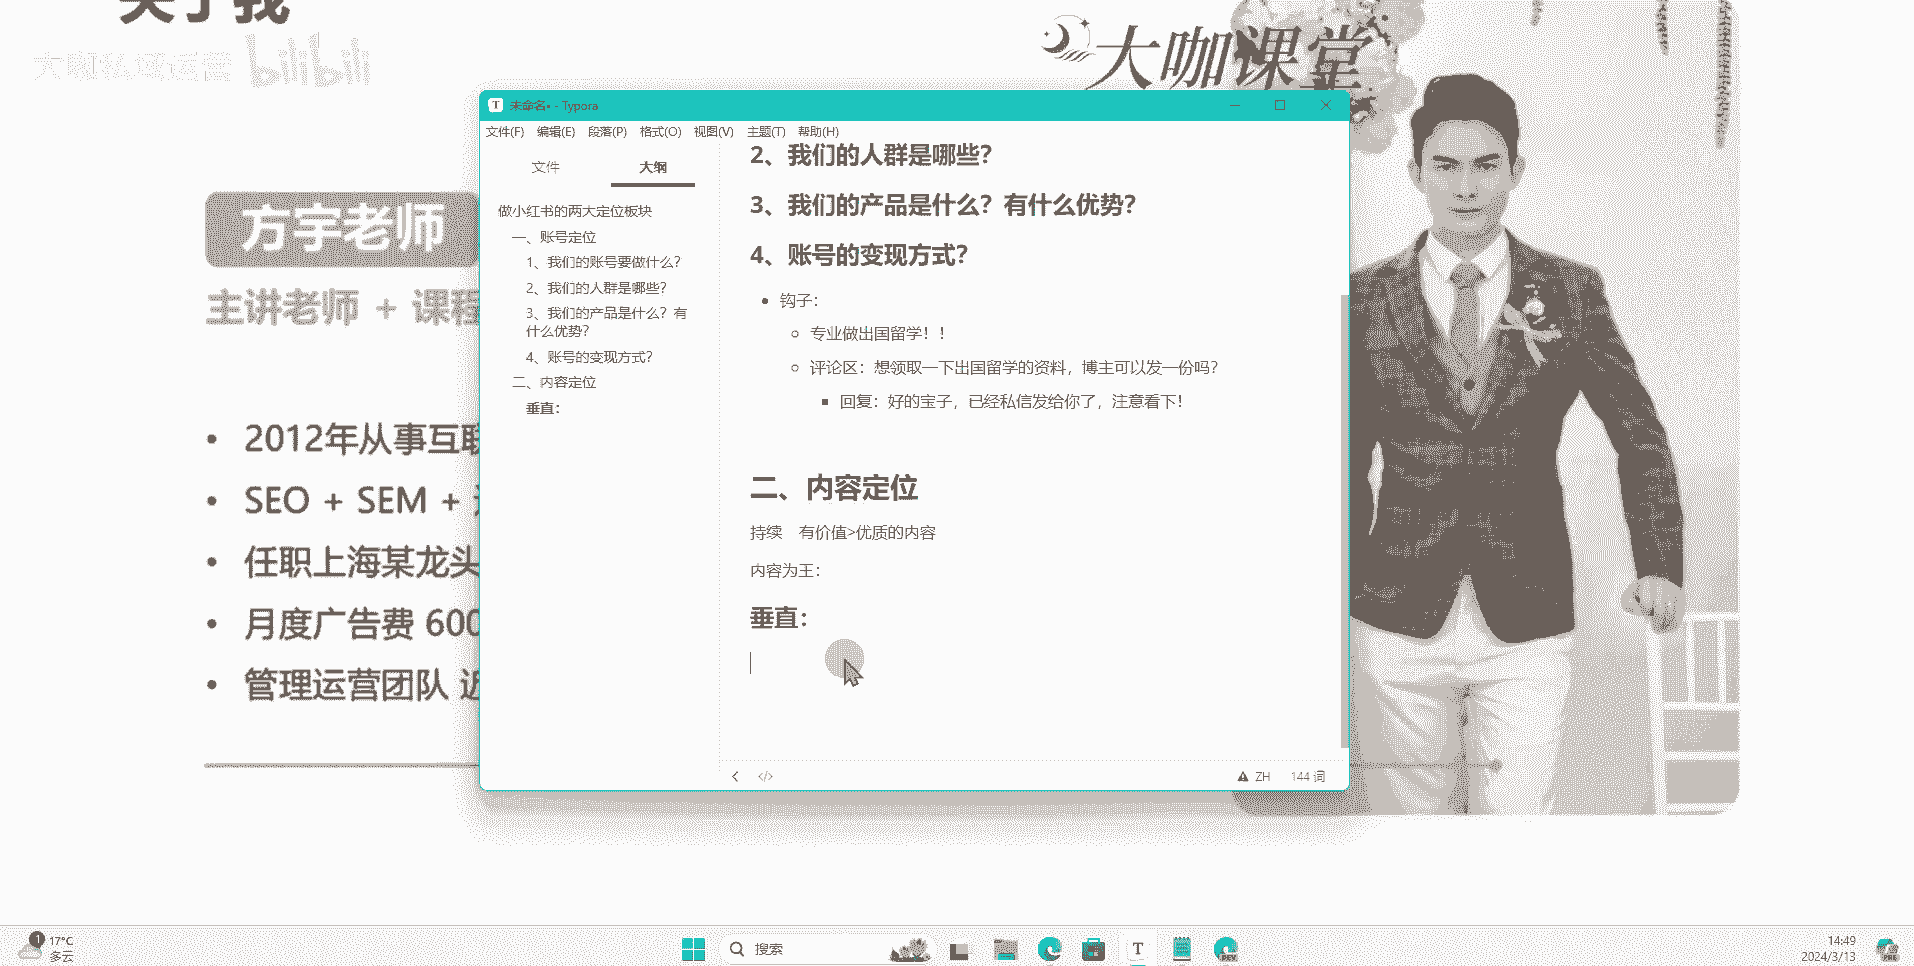 关于我
大咖私域运营 bilibili
大咖课堂
方宇老师
主讲老师 + 课程
2012年从事互联
SEO + SEM +
任职上海某龙头
月度广告费 600
管理运营团队 近
未命名• - Typora
文件(F) 编辑(E) 段落(P) 格式(O) 视图(V) 主题(T) 帮助(H)
文件 大纲
做小红书的两大定位板块
一、账号定位
1、我们的账号要做什么？
2、我们的人群是哪些？
3、我们的产品是什么？有
什么优势？
4、账号的变现方式？
二、内容定位
垂直：
2、我们的人群是哪些？
3、我们的产品是什么？有什么优势？
4、账号的变现方式？
钩子：
专业做出国留学！！
评论区：想领取一下出国留学的资料，博主可以发一份吗？
回复：好的宝子，已经私信发给你了，注意看下！
二、内容定位
持续 有价值>优质的内容
内容为王：
垂直：
ZH 144 词
1
17°C
多云
搜索
T
DEV
14:49
2024/3/13
PRE